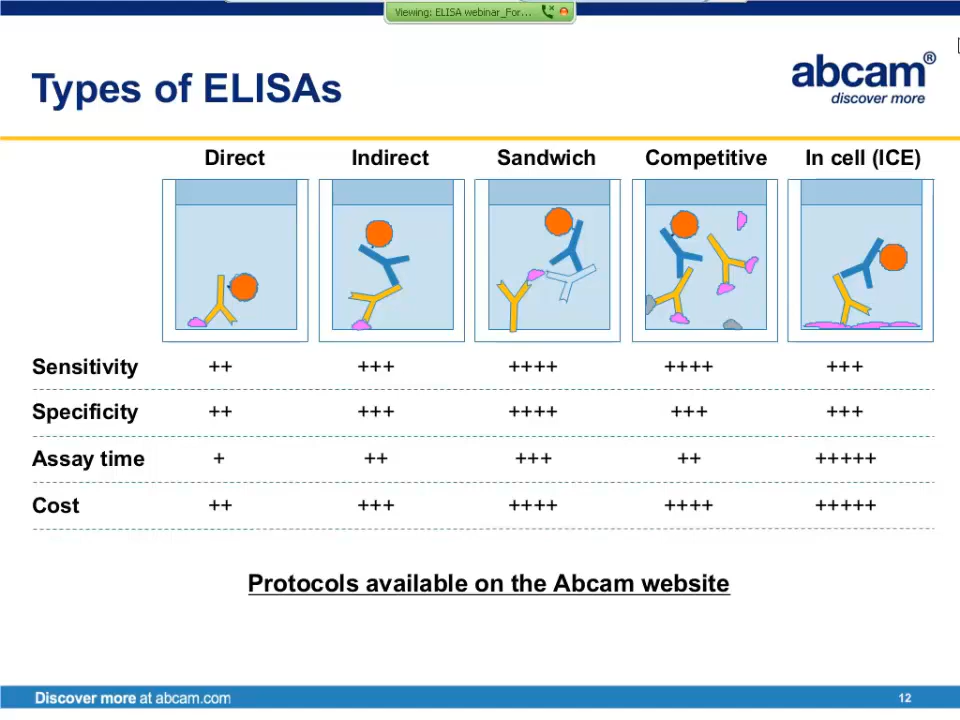 Viewing: ELISA webinar_For...
Types of ELISAs
abcam®
discover more
Direct Indirect Sandwich Competitive In cell (ICE)
Sensitivity ++ +++ ++++ ++++ +++
Specificity ++ +++ ++++ +++ +++
Assay time + ++ +++ ++ +++++
Cost ++ +++ ++++ ++++ +++++
Protocols available on the Abcam website
Discover more at abcam.com 12